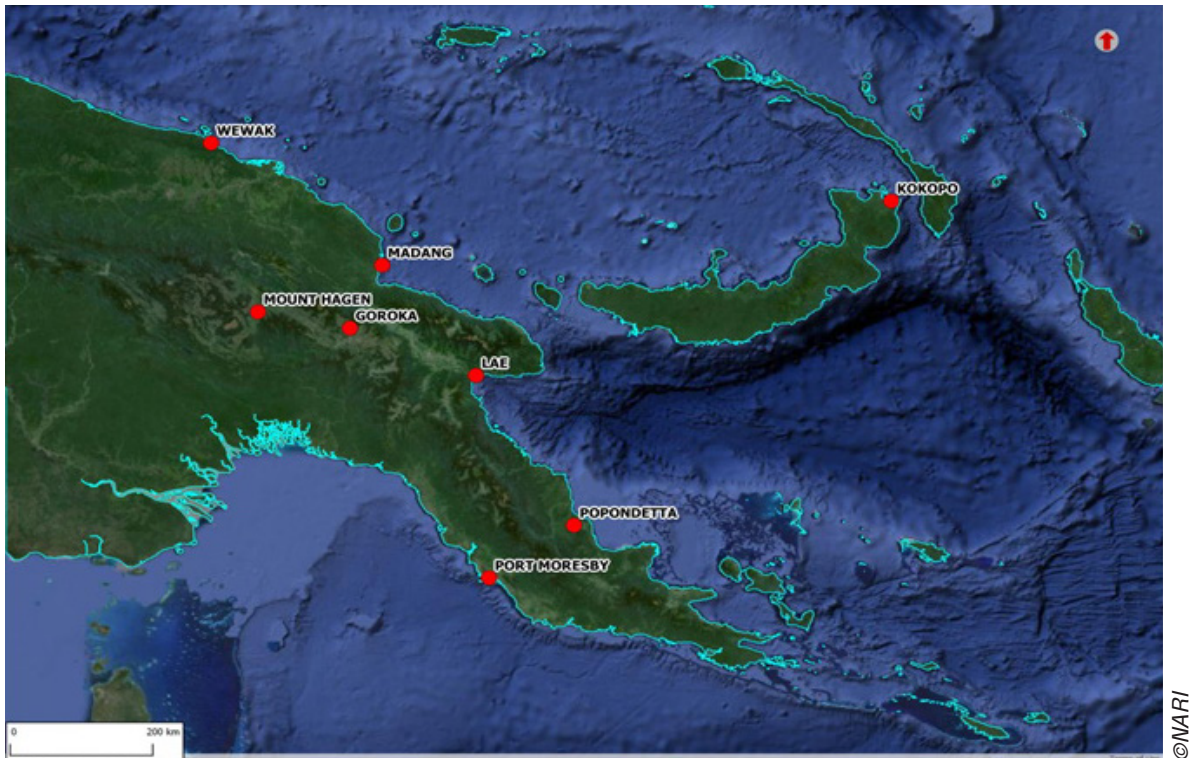 WEWAK
KOKOPO
MADANG
MOUNT HAGEN
GOROKA
LAE
POPONDETTA
PORT MORESBY
0 200 km
©NARI